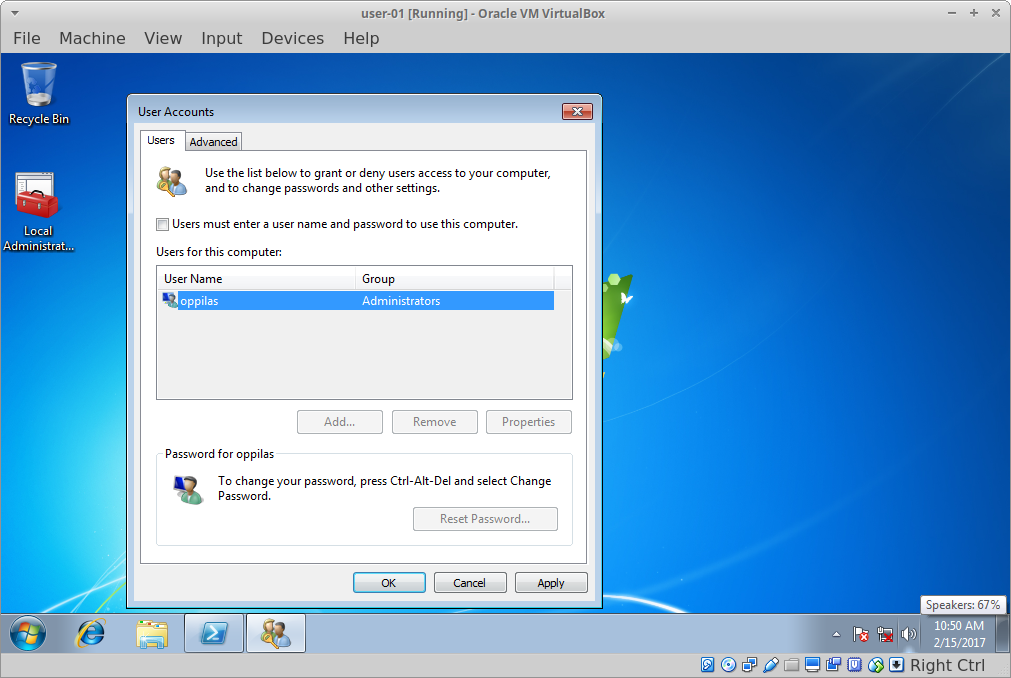 user-01 [Running] - Oracle VM VirtualBox
File Machine View Input Devices Help
Recycle Bin
Local
Administrat...
User Accounts
Users Advanced
Use the list below to grant or deny users access to your computer,
and to change passwords and other settings.
Users must enter a user name and password to use this computer.
Users for this computer:
User Name Group
oppilas Administrators
Add... Remove Properties
Password for oppilas
To change your password, press Ctrl-Alt-Del and select Change
Password.
Reset Password...
OK Cancel Apply
Speakers: 67%
10:50 AM
2/15/2017
Right Ctrl